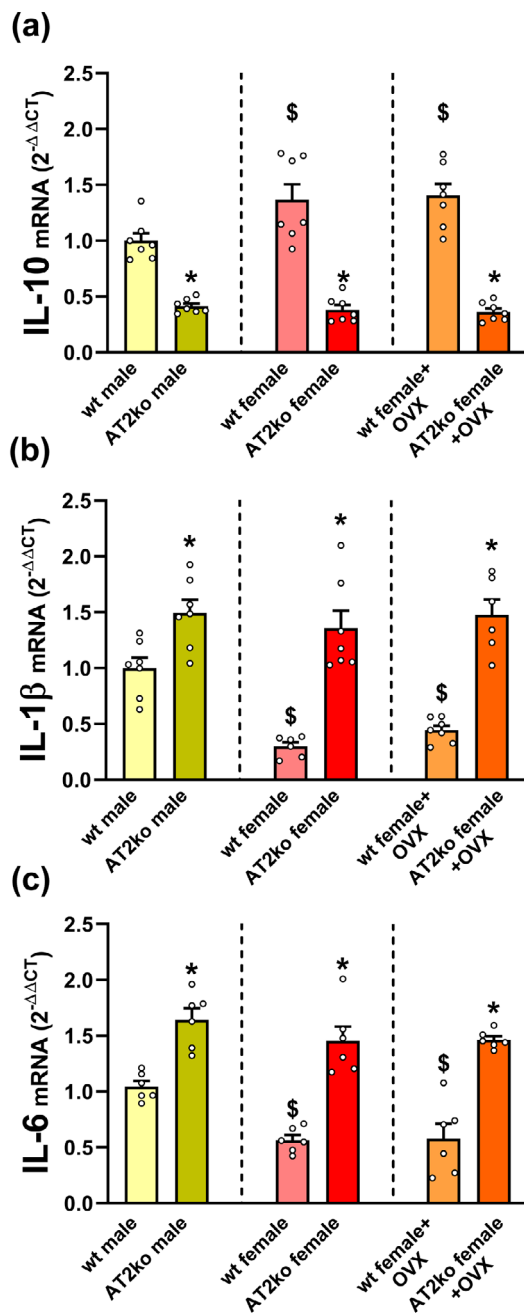 (a)
IL-10 mRNA (2-ΔΔCT)
2.5
2.0
1.5
1.0
0.5
0.0
$
$
*
*
*
wt male
AT2ko male
wt female
AT2ko female
wt female+
OVX
AT2ko female
+OVX
(b)
IL-1β mRNA (2-ΔΔCT)
2.5
2.0
1.5
1.0
0.5
0.0
*
*
*
$
$
wt male
AT2ko male
wt female
AT2ko female
wt female+
OVX
AT2ko female
+OVX
(c)
IL-6 mRNA (2-ΔΔCT)
2.5
2.0
1.5
1.0
0.5
0.0
*
*
*
$
$
wt male
AT2ko male
wt female
AT2ko female
wt female+
OVX
AT2ko female
+OVX